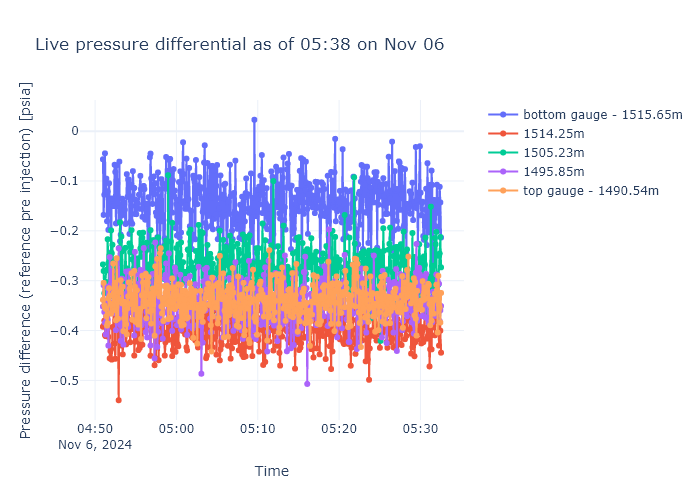 Live pressure differential as of 05:38 on Nov 06
Pressure difference (reference pre injection) [psia]
0
−0.1
−0.2
−0.3
−0.4
−0.5
04:50
Nov 6, 2024
05:00
05:10
05:20
05:30
Time
bottom gauge - 1515.65m
1514.25m
1505.23m
1495.85m
top gauge - 1490.54m